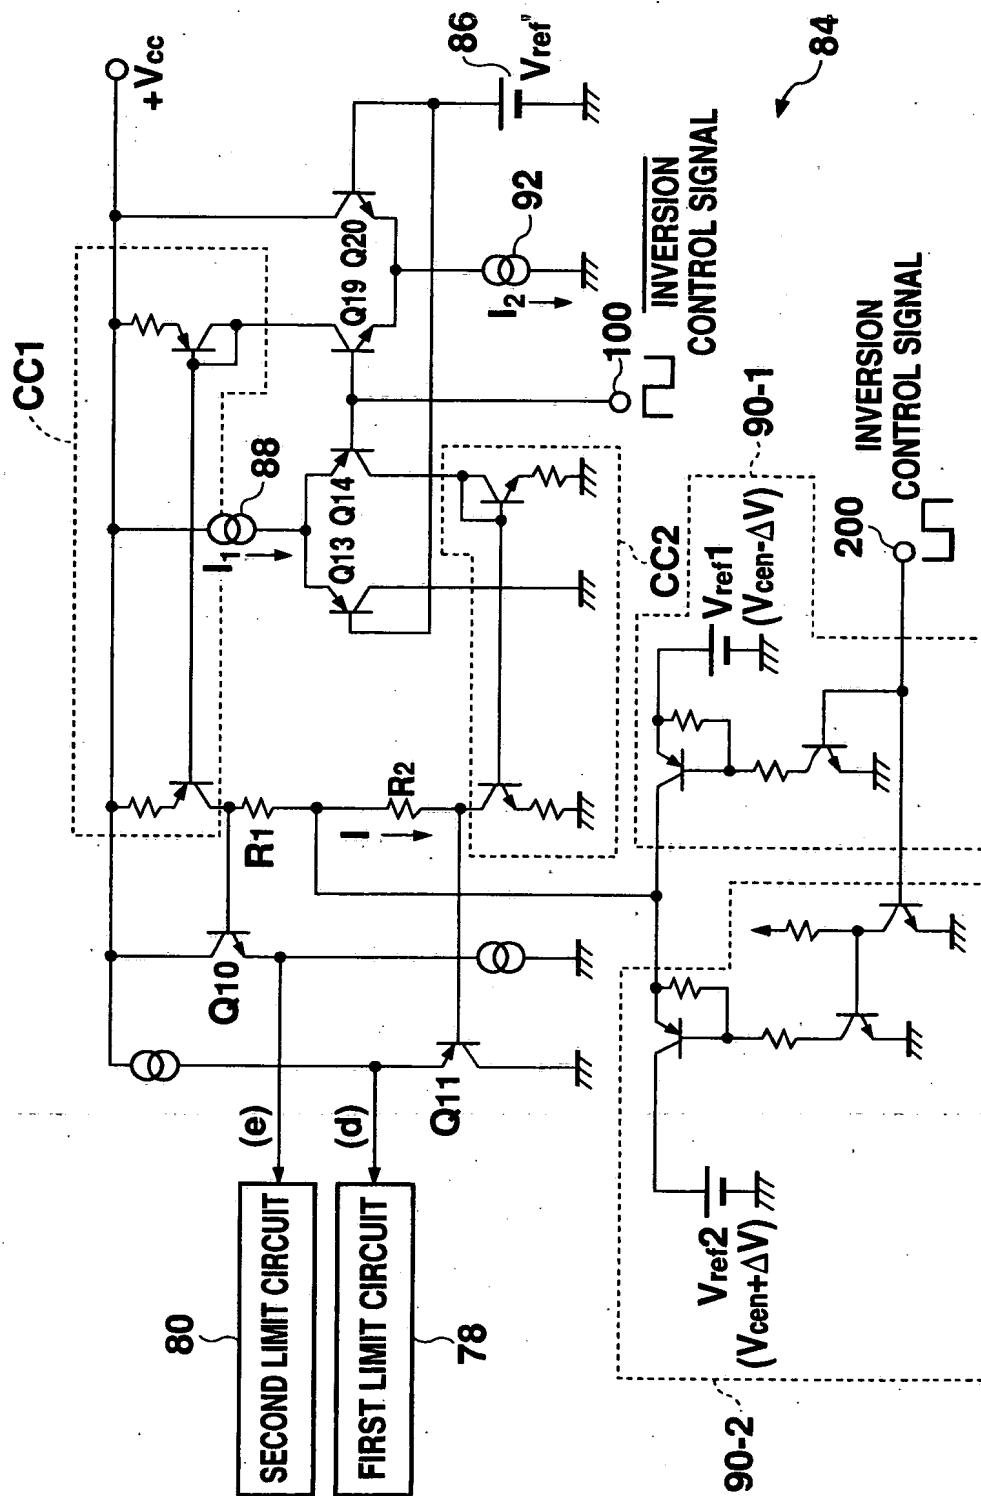 CC1
+Vcc
88
I1
Q13 Q14
Q19 Q20
86
Vref"
I2
92
100
INVERSION
CONTROL SIGNAL
84
R1
I
R2
CC2
Q10
Q11
(e)
(d)
80
SECOND LIMIT CIRCUIT
FIRST LIMIT CIRCUIT
78
90-1
Vref1
(Vcen-ΔV)
200
INVERSION
CONTROL SIGNAL
Vref2
(Vcen+ΔV)
90-2